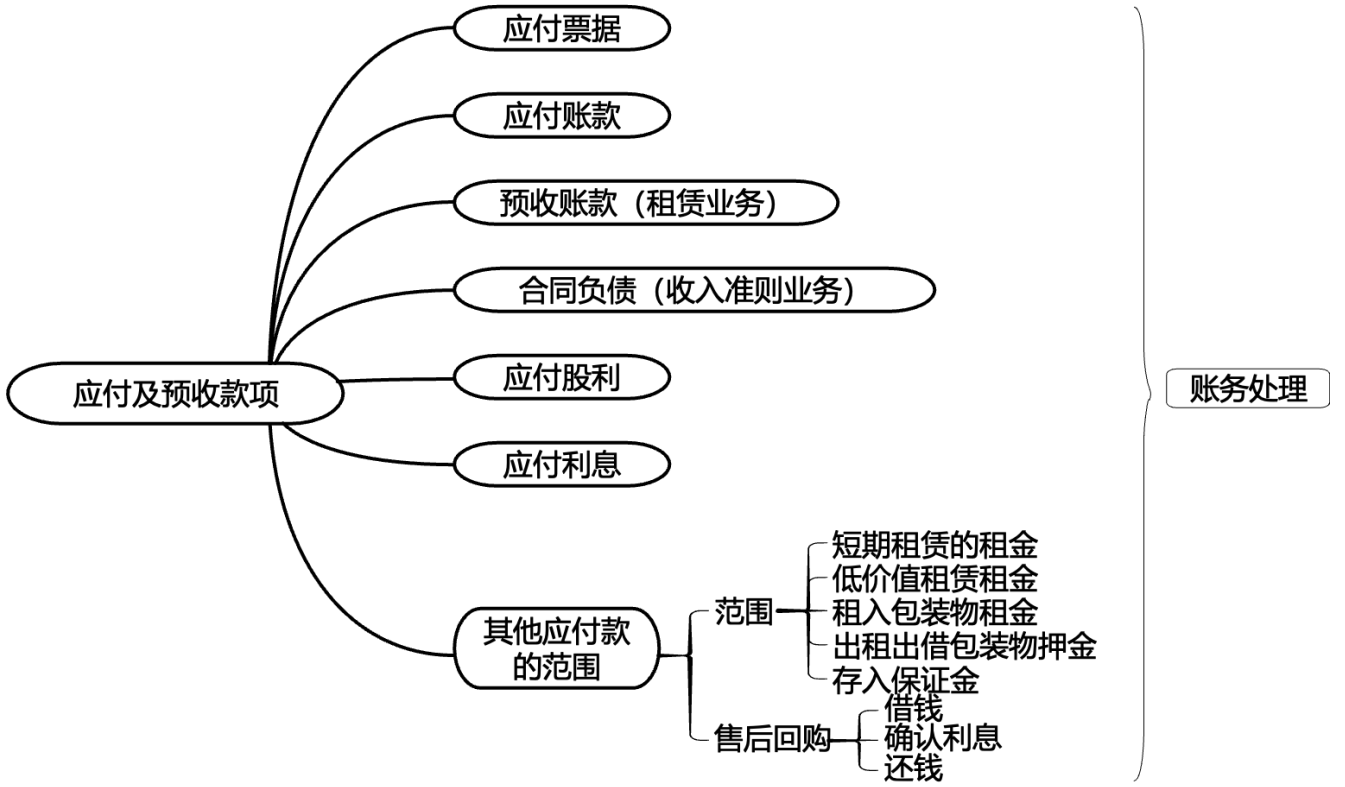 应付票据
应付账款
预收账款（租赁业务）
合同负债（收入准则业务）
应付及预收款项
应付股利
账务处理
应付利息
其他应付款
的范围
范围
短期租赁的租金
低价值租赁租金
租入包装物租金
出租出借包装物押金
存入保证金
售后回购
借钱
确认利息
还钱